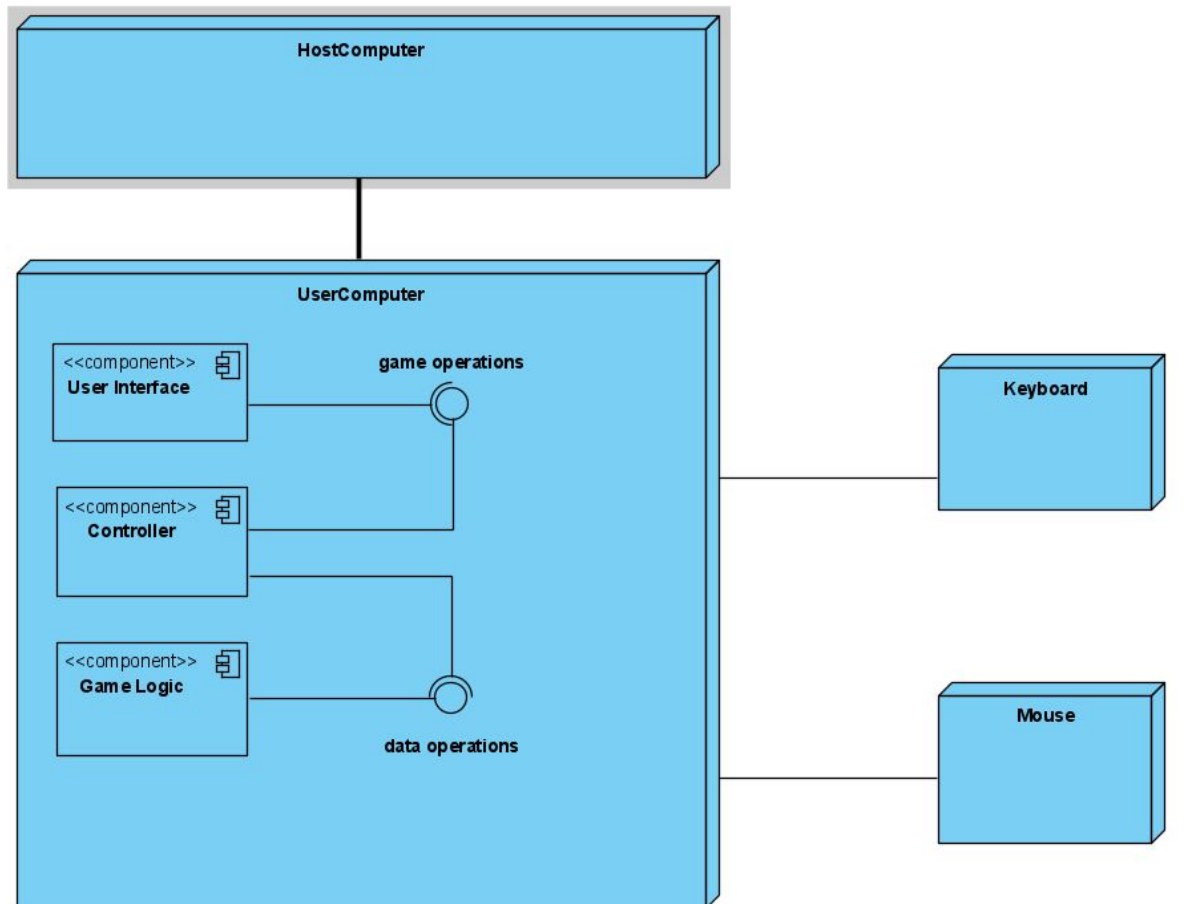 HostComputer
UserComputer
<<component>>
User Interface
game operations
<<component>>
Controller
<<component>>
Game Logic
data operations
Keyboard
Mouse